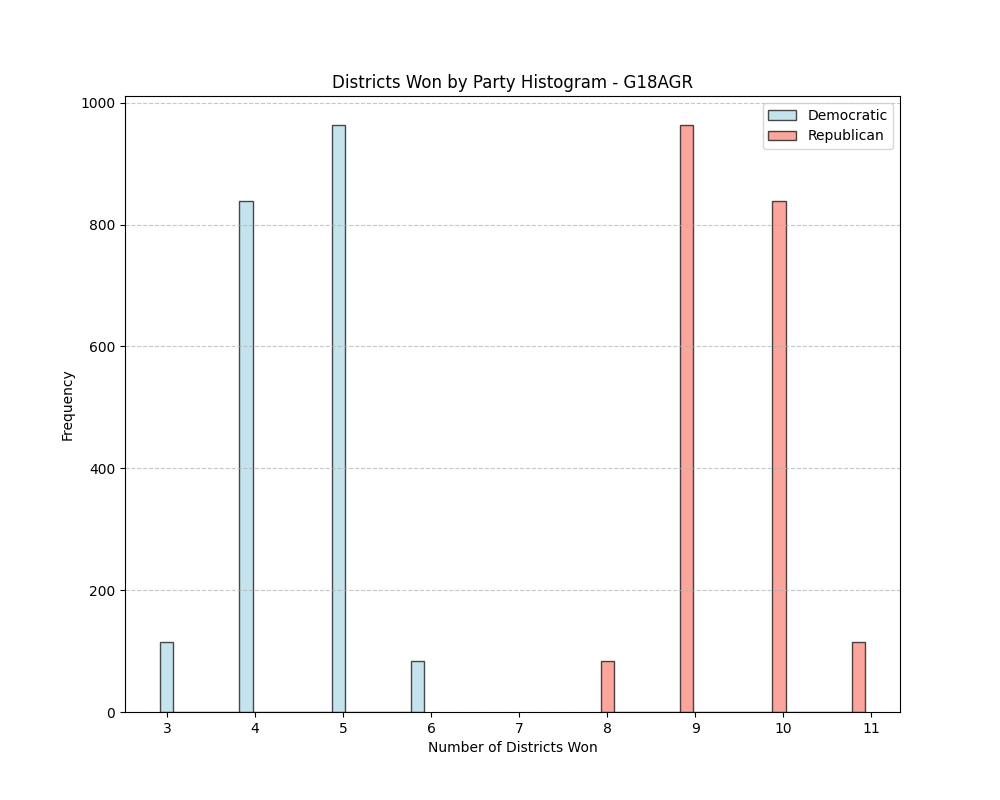 Districts Won by Party Histogram - G18AGR
Democratic
Republican
1000
800
600
400
200
0
Frequency
3 4 5 6 7 8 9 10 11
Number of Districts Won